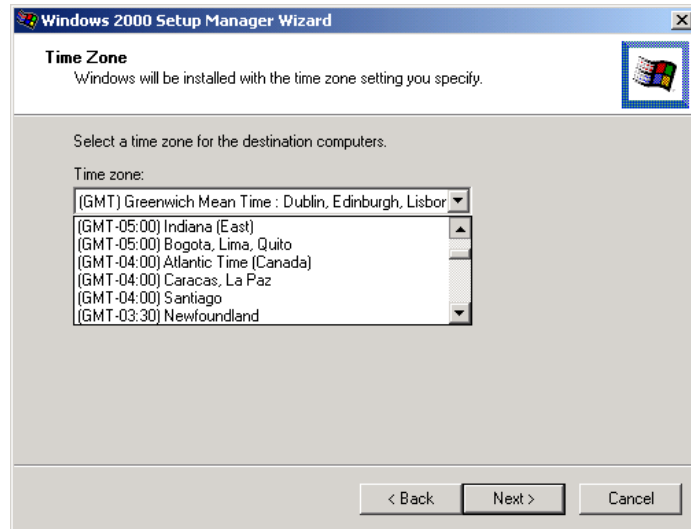 Windows 2000 Setup Manager Wizard
Time Zone
Windows will be installed with the time zone setting you specify.
Select a time zone for the destination computers.
Time zone:
(GMT) Greenwich Mean Time : Dublin, Edinburgh, Lisbor
(GMT-05:00) Indiana (East)
(GMT-05:00) Bogota, Lima, Quito
(GMT-04:00) Atlantic Time (Canada)
(GMT-04:00) Caracas, La Paz
(GMT-04:00) Santiago
(GMT-03:30) Newfoundland
< Back Next > Cancel